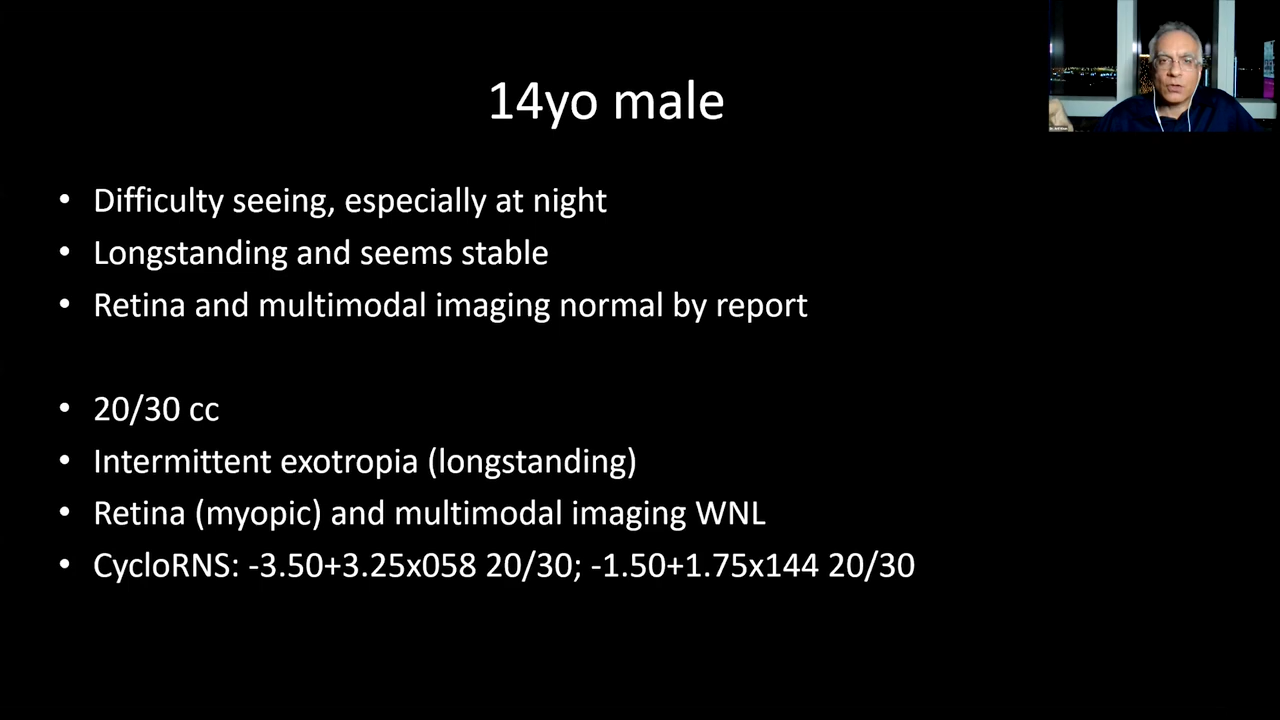 14yo male
• Difficulty seeing, especially at night
• Longstanding and seems stable
• Retina and multimodal imaging normal by report
• 20/30 cc
• Intermittent exotropia (longstanding)
• Retina (myopic) and multimodal imaging WNL
• CycloRNS: -3.50+3.25x058 20/30; -1.50+1.75x144 20/30